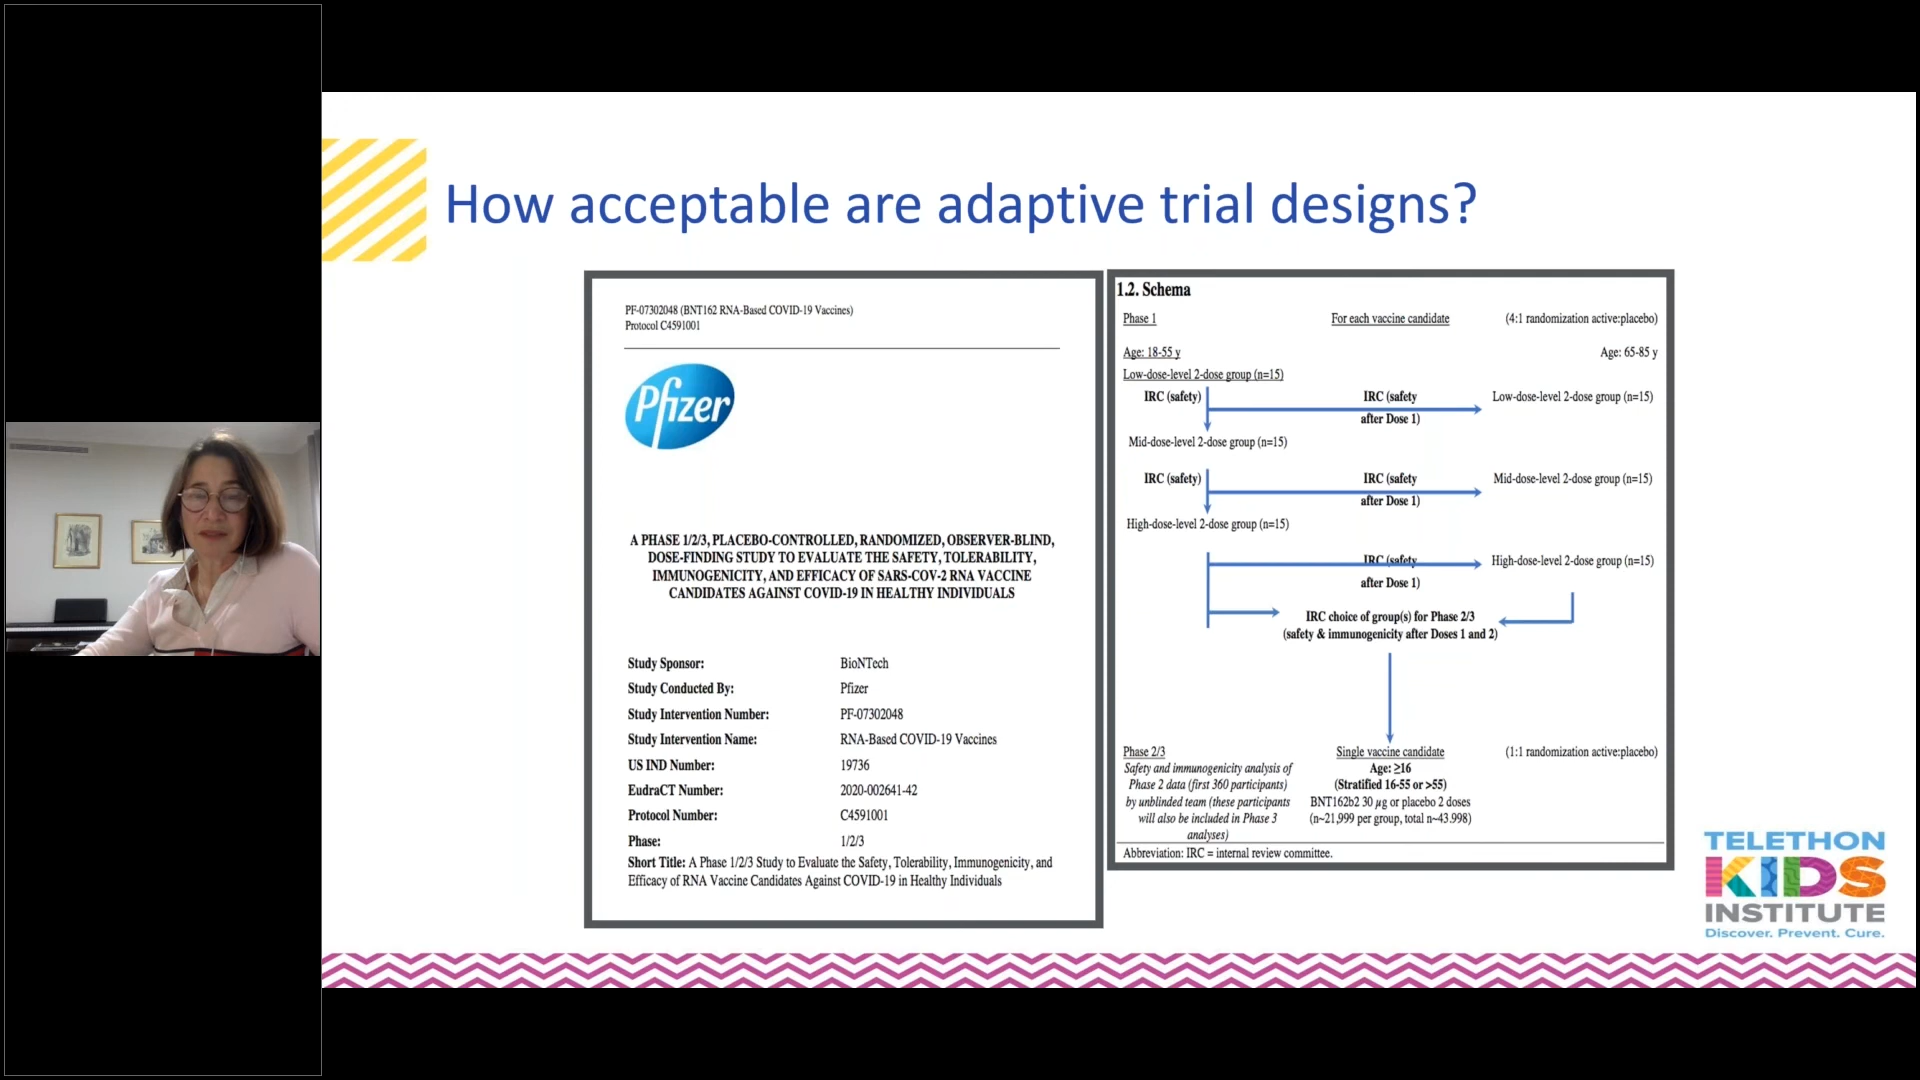 How acceptable are adaptive trial designs?
PF-07302048 (BNT162 RNA-Based COVID-19 Vaccines)
Protocol C4591001
Pfizer
A PHASE 1/2/3, PLACEBO-CONTROLLED, RANDOMIZED, OBSERVER-BLIND,
DOSE-FINDING STUDY TO EVALUATE THE SAFETY, TOLERABILITY,
IMMUNOGENICITY, AND EFFICACY OF SARS-COV-2 RNA VACCINE
CANDIDATES AGAINST COVID-19 IN HEALTHY INDIVIDUALS
Study Sponsor: BioNTech
Study Conducted By: Pfizer
Study Intervention Number: PF-07302048
Study Intervention Name: RNA-Based COVID-19 Vaccines
US IND Number: 19736
EudraCT Number: 2020-002641-42
Protocol Number: C4591001
Phase: 1/2/3
Short Title: A Phase 1/2/3 Study to Evaluate the Safety, Tolerability, Immunogenicity, and
Efficacy of RNA Vaccine Candidates Against COVID-19 in Healthy Individuals
1.2. Schema
Phase 1 For each vaccine candidate (4:1 randomization active:placebo)
Age: 18-55 y Age: 65-85 y
Low-dose-level 2-dose group (n=15)
IRC (safety) IRC (safety Low-dose-level 2-dose group (n=15)
after Dose 1)
Mid-dose-level 2-dose group (n=15)
IRC (safety) IRC (safety Mid-dose-level 2-dose group (n=15)
after Dose 1)
High-dose-level 2-dose group (n=15)
IRC (safety High-dose-level 2-dose group (n=15)
after Dose 1)
IRC choice of group(s) for Phase 2/3
(safety & immunogenicity after Doses 1 and 2)
Phase 2/3 Single vaccine candidate (1:1 randomization active:placebo)
Safety and immunogenicity analysis of Age: ≥16
Phase 2 data (first 360 participants) (Stratified 16-55 or >55)
by unblinded team (these participants BNT162b2 30 µg or placebo 2 doses
will also be included in Phase 3 (n~21,999 per group, total n~43,998)
analyses)
Abbreviation: IRC = internal review committee.
TELETHON
KIDS
INSTITUTE
Discover. Prevent. Cure.